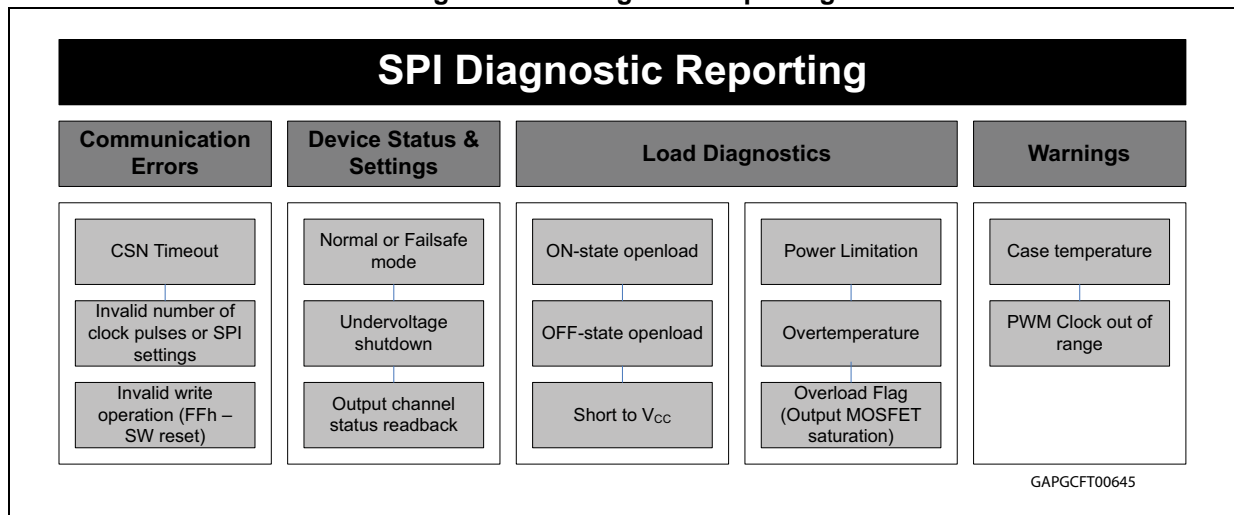 SPI Diagnostic Reporting
Communication
Errors
Device Status &
Settings
Load Diagnostics
Warnings
CSN Timeout
Invalid number of
clock pulses or SPI
settings
Invalid write
operation (FFh –
SW reset)
Normal or Failsafe
mode
Undervoltage
shutdown
Output channel
status readback
ON-state openload
OFF-state openload
Short to VCC
Power Limitation
Overtemperature
Overload Flag
(Output MOSFET
saturation)
Case temperature
PWM Clock out of
range
GAPGCFT00645